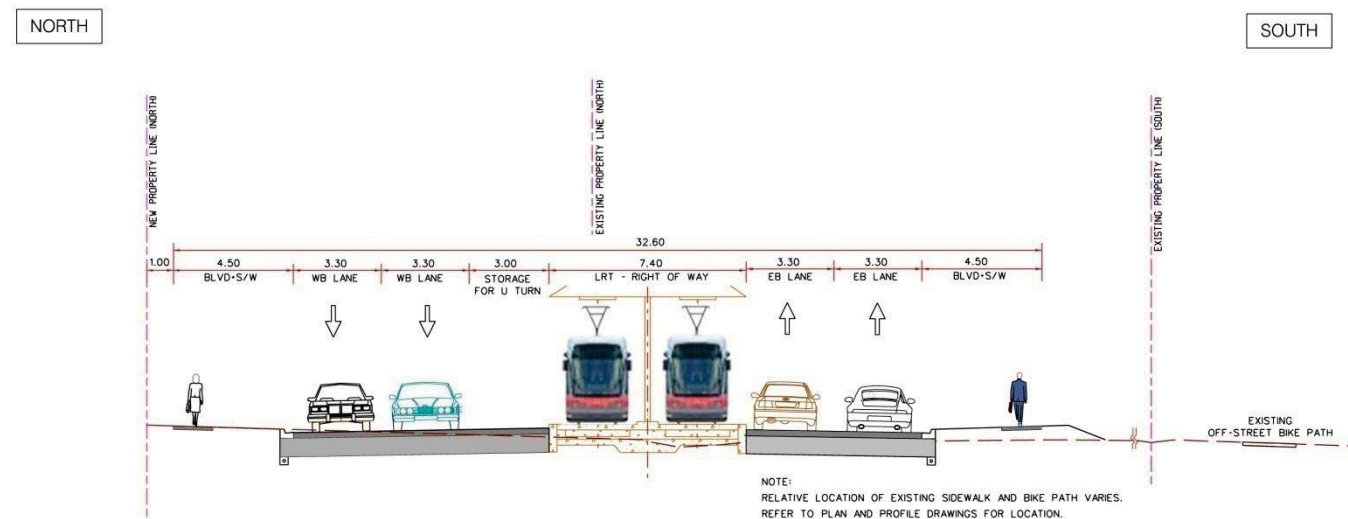 NORTH
SOUTH
NEW PROPERTY LINE (NORTH)
EXISTING PROPERTY LINE (NORTH)
EXISTING PROPERTY LINE (SOUTH)
32.60
1.00
4.50
3.30
3.30
3.00
7.40
3.30
3.30
4.50
BLVD+S/W
WB LANE
WB LANE
STORAGE
FOR U TURN
LRT - RIGHT OF WAY
EB LANE
EB LANE
BLVD+S/W
EXISTING
OFF-STREET BIKE PATH
NOTE:
RELATIVE LOCATION OF EXISTING SIDEWALK AND BIKE PATH VARIES.
REFER TO PLAN AND PROFILE DRAWINGS FOR LOCATION.